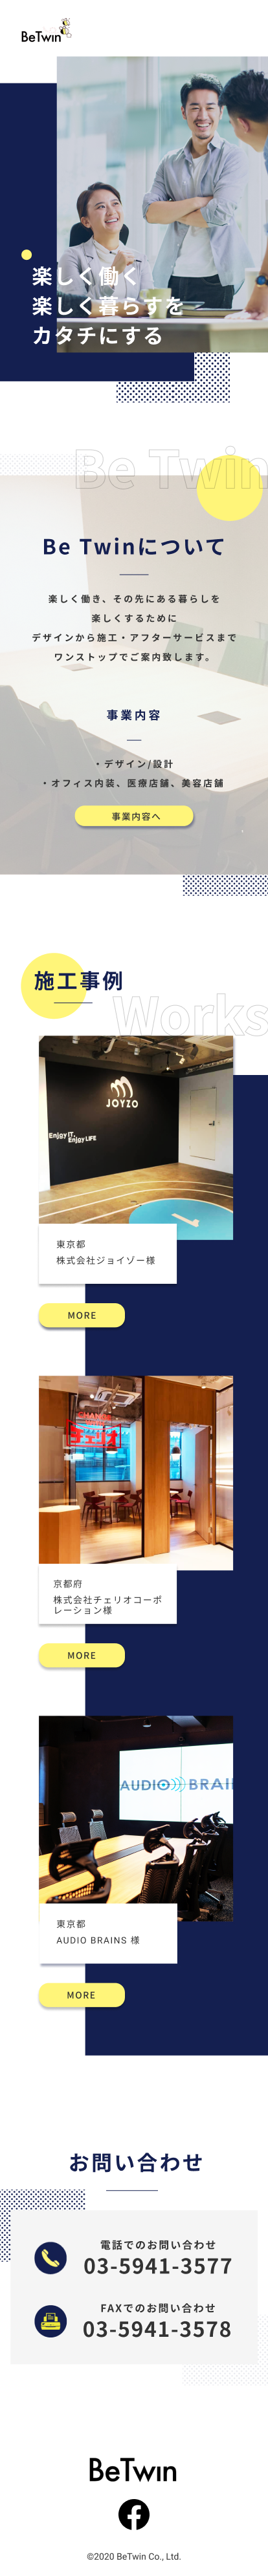 BeTwin
楽しく働く
楽しく暮らすを
カタチにする
Be Twin
Be Twinについて
楽しく働き、その先にある暮らしを
楽しくするために
デザインから施工・アフターサービスまで
ワンストップでご案内致します。
事業内容
・デザイン/設計
・オフィス内装、医療店舗、美容店舗
事業内容へ
施工事例
Works
JOYZO
Enjoy IT.
Enjoy LIFE
東京都
株式会社ジョイゾー様
MORE
チェリオ
京都府
株式会社チェリオコーポ
レーション様
MORE
AUDIO BRAIN
東京都
AUDIO BRAINS 様
MORE
お問い合わせ
電話でのお問い合わせ
03-5941-3577
FAXでのお問い合わせ
03-5941-3578
BeTwin
©2020 BeTwin Co., Ltd.